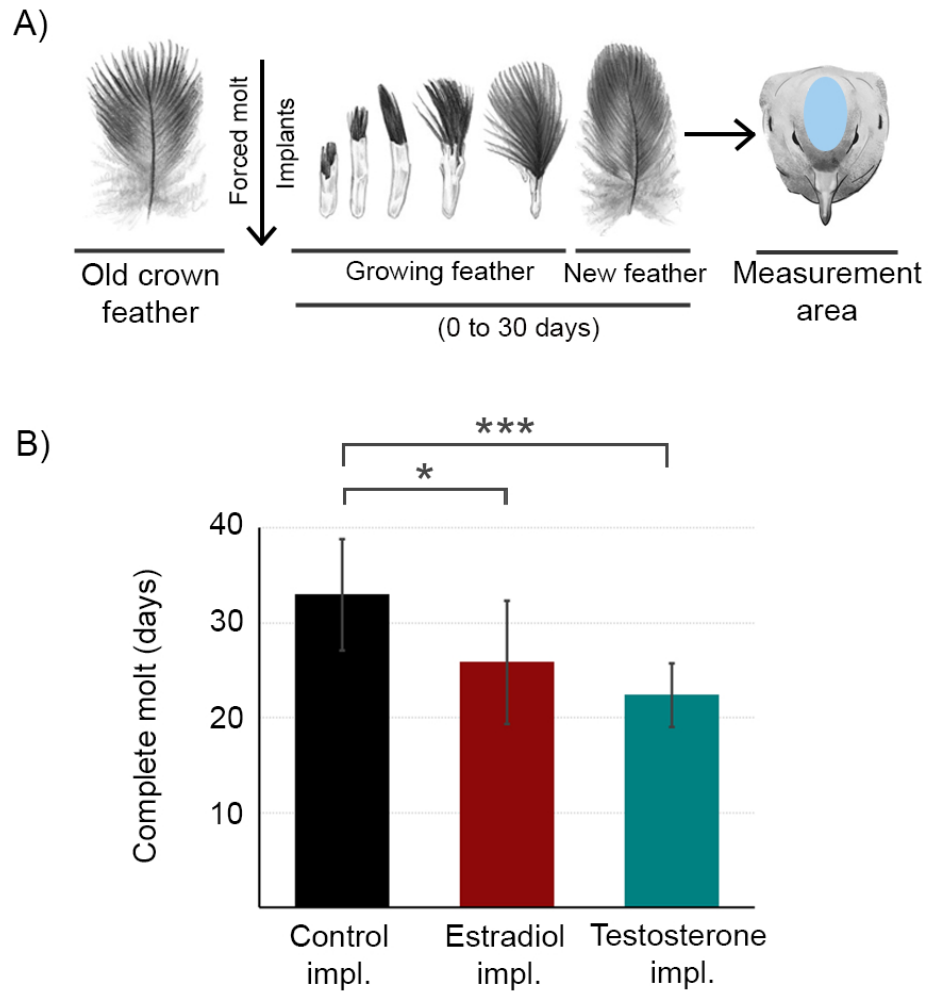 A)
Forced molt
Implants
Old crown
feather
Growing feather
New feather
(0 to 30 days)
Measurement
area
B)
***
*
Complete molt (days)
40
30
20
10
Control
impl.
Estradiol
impl.
Testosterone
impl.